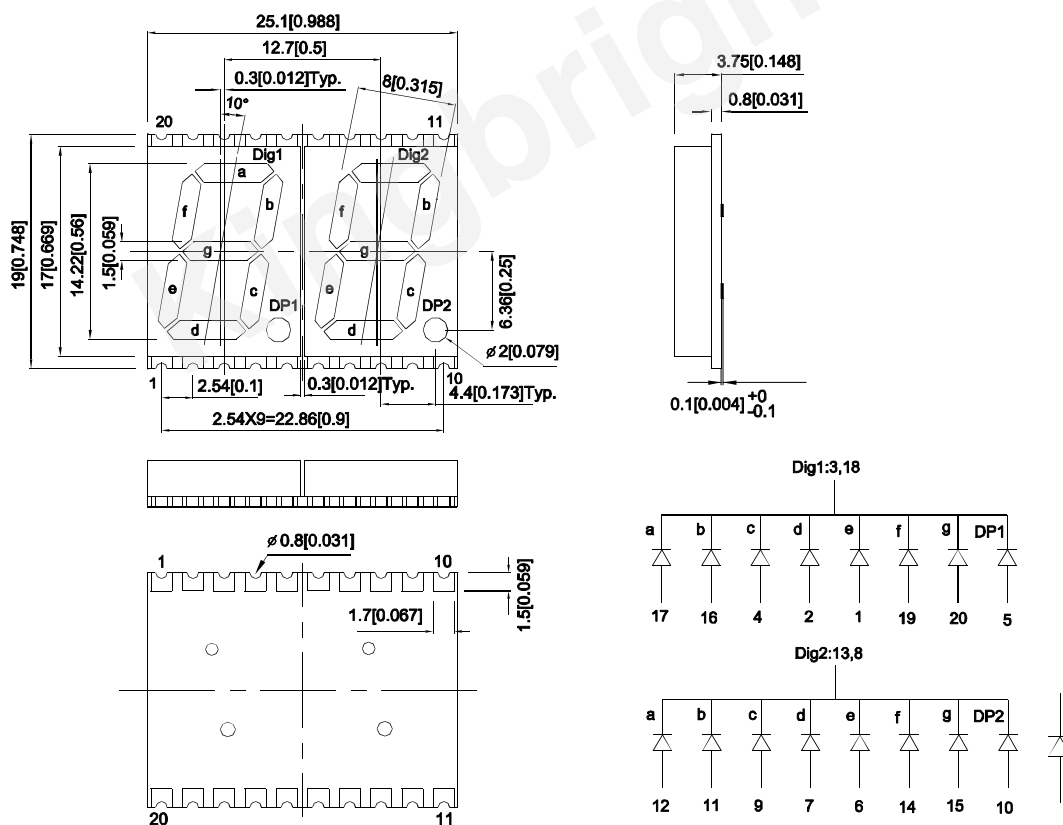 25.1[0.988]
12.7[0.5]
0.3[0.012]Typ.
8[0.315]
10°
20
11
Dig1
Dig2
a
b
f
g
e
c
d
DP1
f
b
g
e
c
d
DP2
19[0.748]
17[0.669]
14.22[0.56]
1.5[0.059]
6.36[0.25]
ø2[0.079]
1
10
2.54[0.1]
0.3[0.012]Typ.
4.4[0.173]Typ.
2.54X9=22.86[0.9]
3.75[0.148]
0.8[0.031]
0.1[0.004] +0
-0.1
ø0.8[0.031]
1
10
1.7[0.067]
1.5[0.059]
20
11
Dig1:3,18
a b c d e f g DP1
17 16 4 2 1 19 20 5
Dig2:13,8
a b c d e f g DP2
12 11 9 7 6 14 15 10
Kingbrigh